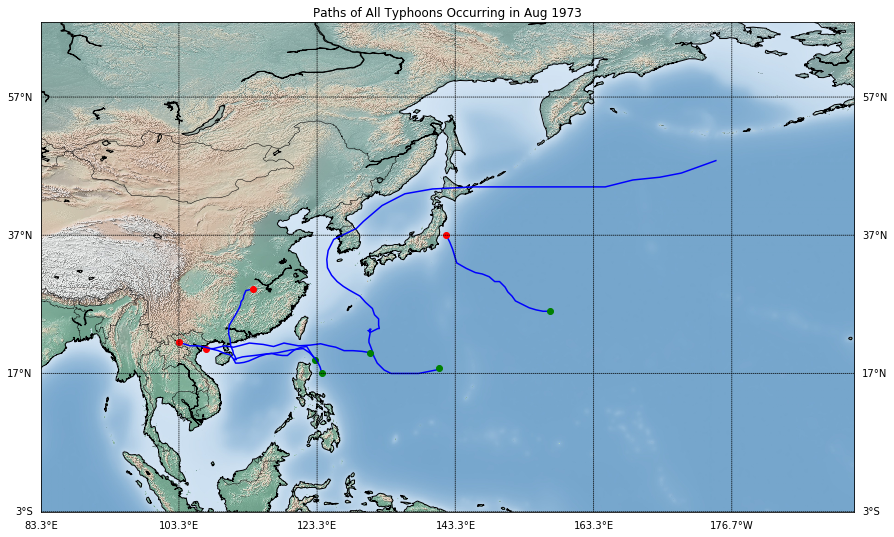 Paths of All Typhoons Occurring in Aug 1973
57°N 57°N
37°N 37°N
17°N 17°N
3°S 3°S
83.3°E 103.3°E 123.3°E 143.3°E 163.3°E 176.7°W